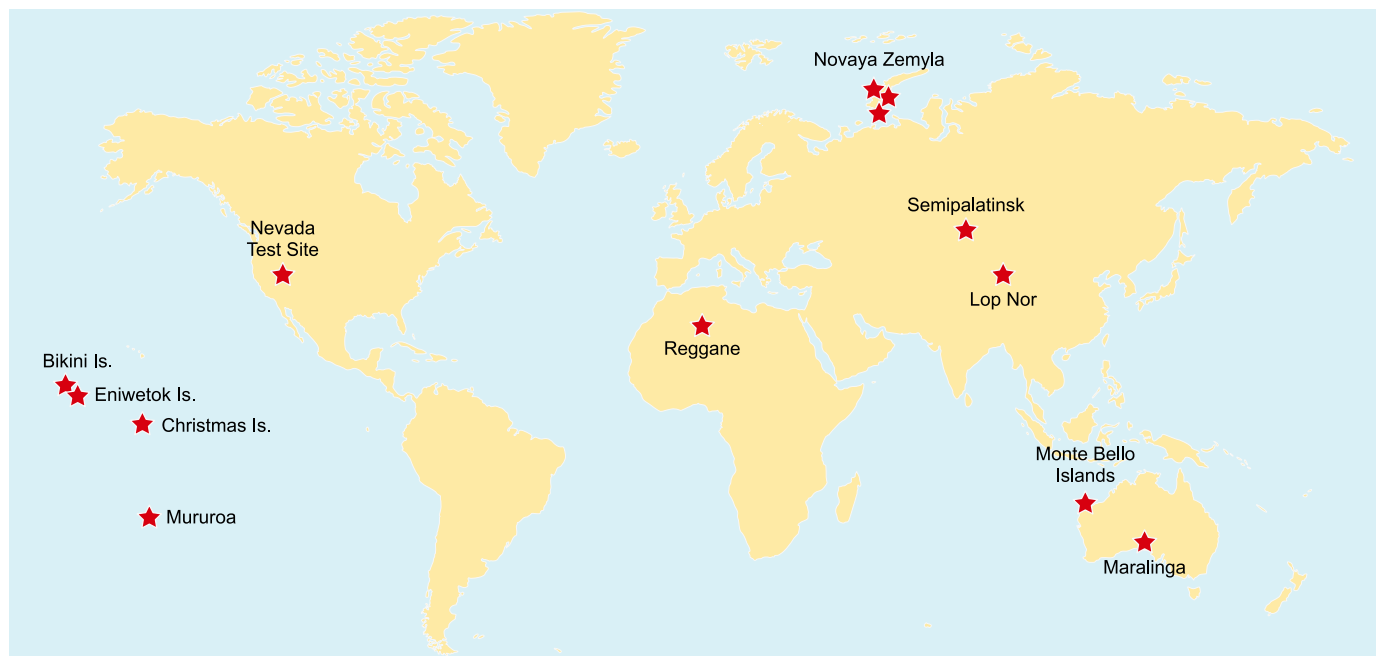 Novaya Zemyla
Semipalatinsk
Nevada
Test Site
Lop Nor
Reggane
Bikini Is.
Eniwetok Is.
Christmas Is.
Monte Bello
Islands
Mururoa
Maralinga